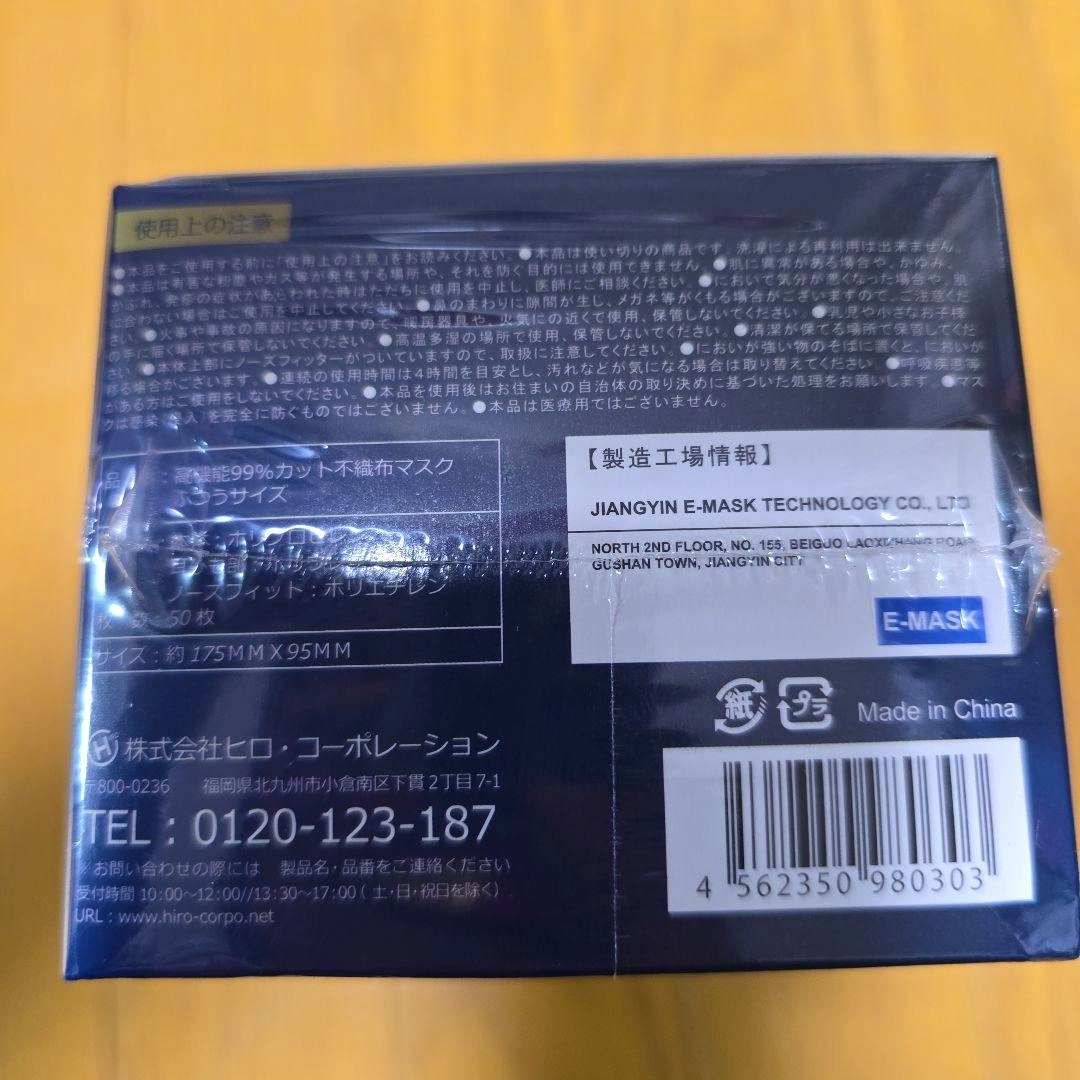 使用上の注意
●本品をご使用する前に「使用上の注意」をお読みください。●本品は使い切りの商品です。洗濯による再利用は出来ません。
●本品は有害な粉塵やガス等が発生する場所や、それを防ぐ目的には使用できません。●肌に異常がある場合や、かゆみ、
かぶれ、発疹の症状があらわれた時はただちに使用を中止し、医師にご相談ください。●において気分が悪くなった場合や、肌
に合わない場合はご使用を中止してください。●鼻のまわりに隙間が生し、メガネ等がくもる場合がございますので、ご注意くだ
さい。●火事や事故の原因になりますので、暖房器具や、火気にの近くて使用、保管しないでください。●乳児や小さなお子様
の手に届く場所で保管しないてください。●高温多湿の場所で使用、保管しないてください。●清潔が保てる場所で保管してくだ
さい。●本体上部にノーズフィッターがついていますので、取扱に注意してください。●においが強い物のそばに置くと、においが
移る場合がございます。●連続の使用時間は4時間を目安とし、汚れなどが気になる場合は取り替えてください。●呼吸疾患等
がある方はご使用をしないでください。●本品を使用後はお住まいの自治体の取り決めに基づいた処理をお願いします。●マス
クは感染(侵入)を完全に防ぐものではございません。●本品は医療用ではございません。
品 : 高機能99%カット不織布マスク
ふつうサイズ
ノーズフィット:ポリエチレン
枚 数:50枚
サイズ:約175MMX95MM
【製造工場情報】
JIANGYIN E-MASK TECHNOLOGY CO., LTD
NORTH 2ND FLOOR, NO. 155, BEIGUO LAOXIZHANG ROAD
GUSHAN TOWN, JIANGYIN CITY
E-MASK
紙 プラ Made in China
H 株式会社ヒロ・コーポレーション
〒800-0236 福岡県北九州市小倉南区下貫2丁目7-1
TEL:0120-123-187
※お問い合わせの際には 製品名・品番をご連絡ください
受付時間 10:00~12:00//13:30~17:00(土・日・祝日を除く)
URL:www.hiro-corpo.net
4 562350 980303